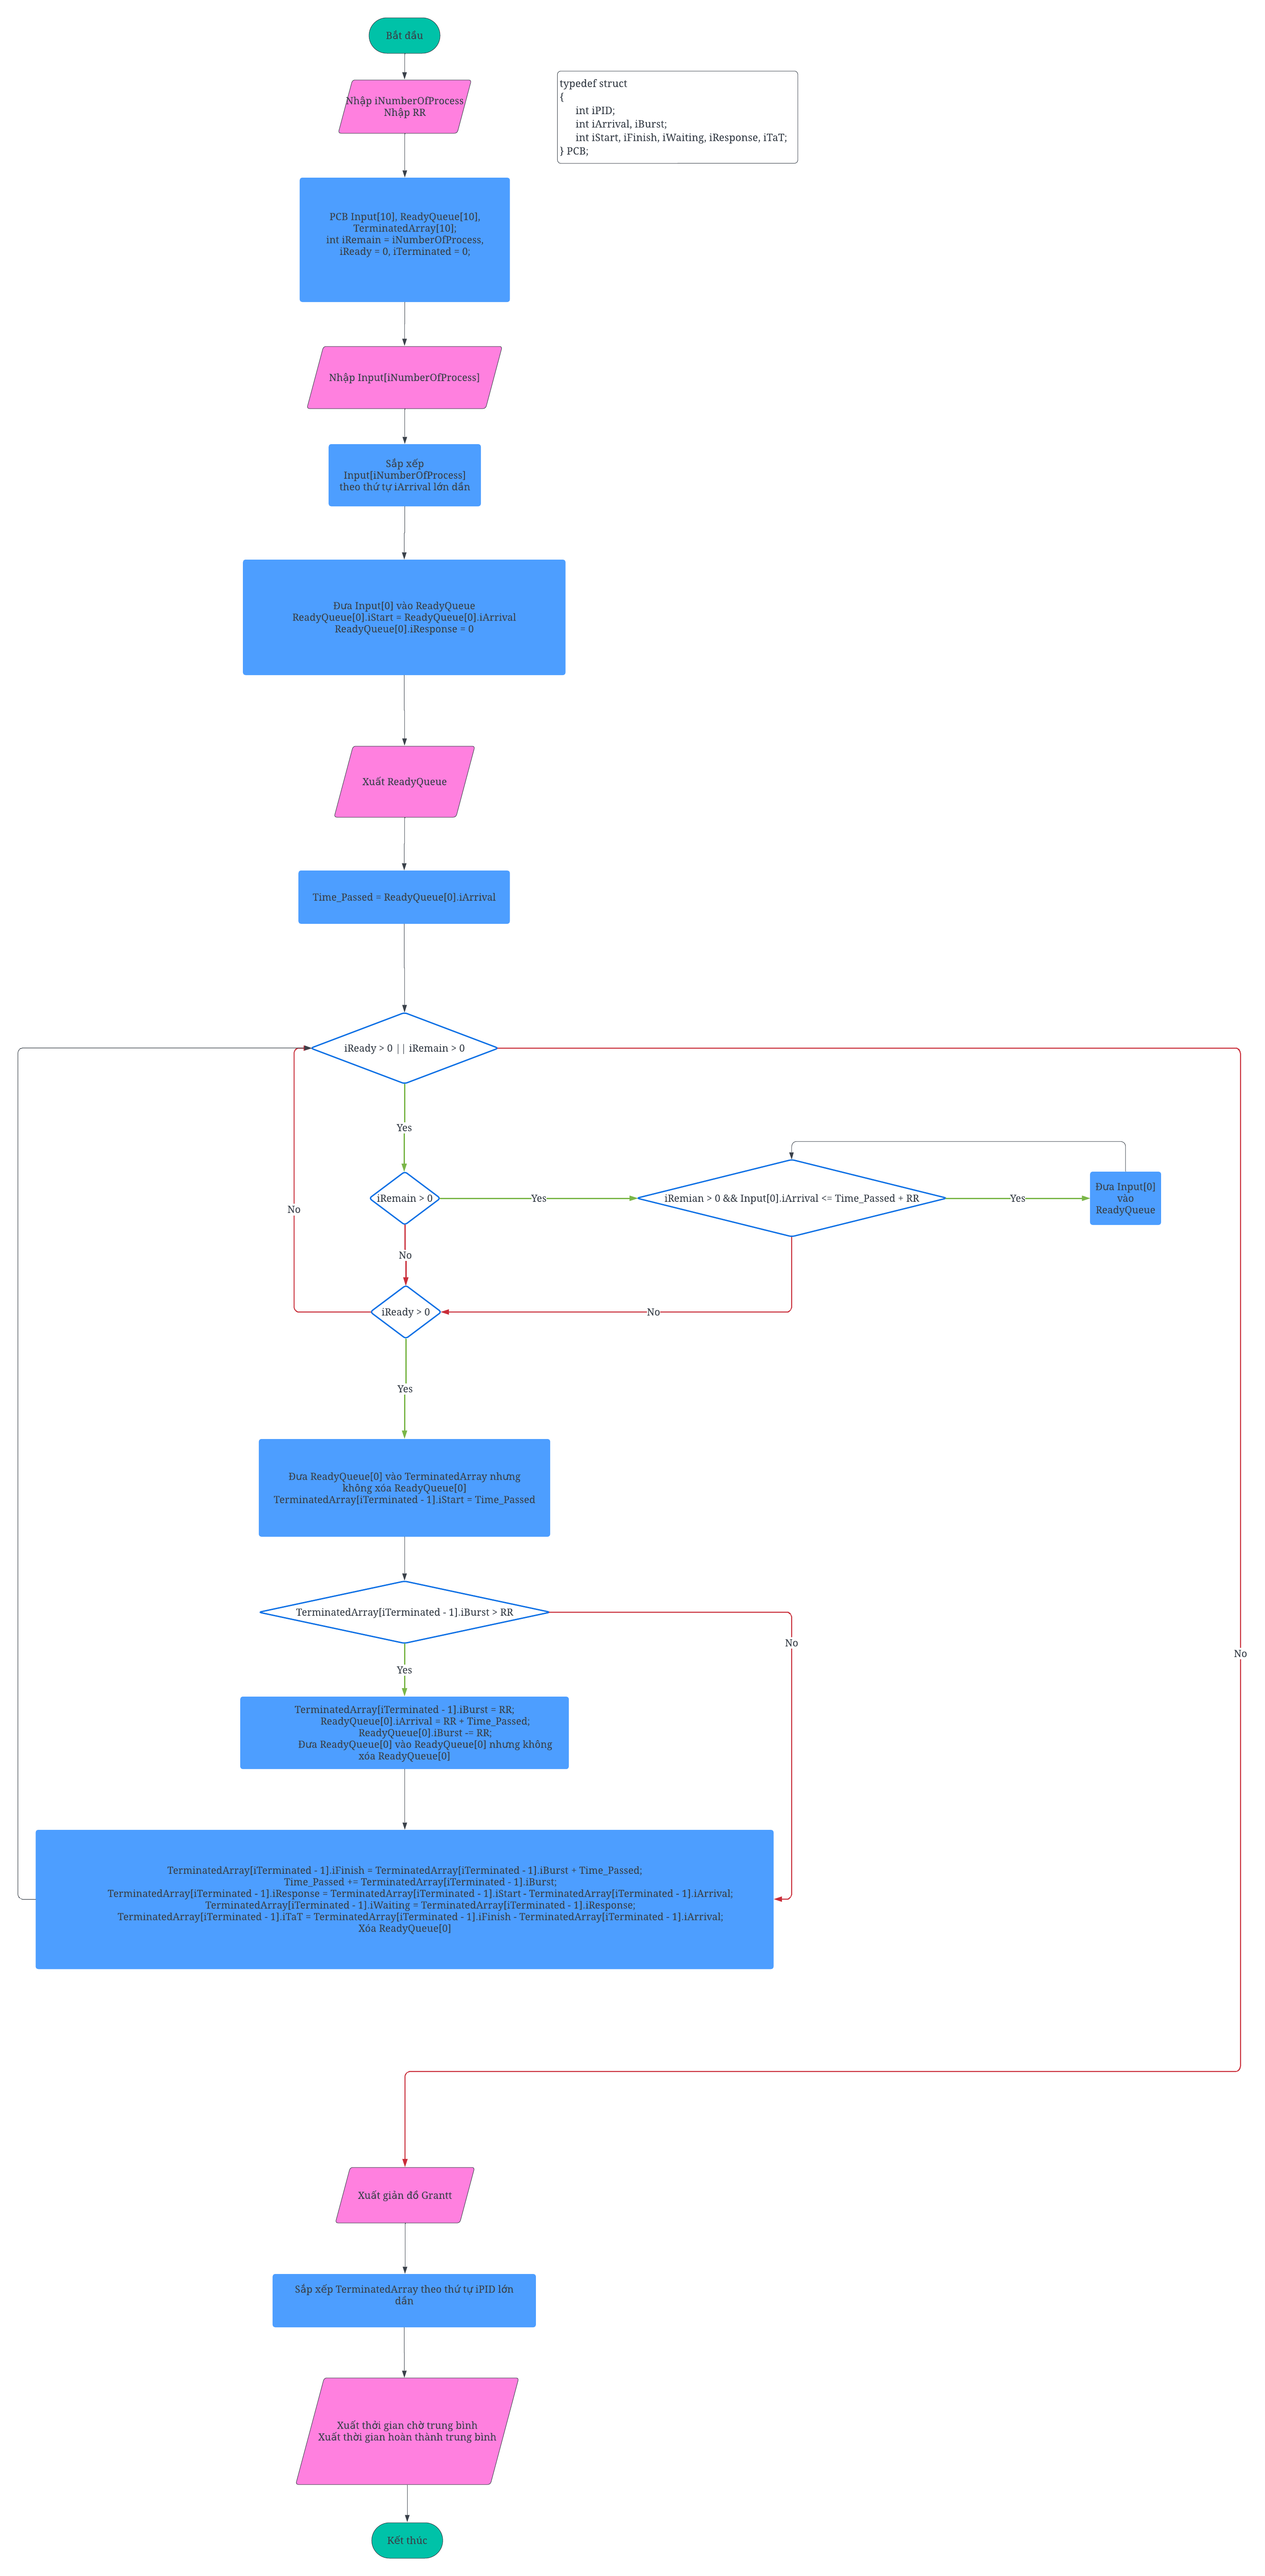 Bắt đầu
Nhập iNumberOfProcess
Nhập RR
typedef struct
{
int iPID;
int iArrival, iBurst;
int iStart, iFinish, iWaiting, iResponse, iTaT;
} PCB;
PCB Input[10], ReadyQueue[10],
TerminatedArray[10];
int iRemain = iNumberOfProcess,
iReady = 0, iTerminated = 0;
Nhập Input[iNumberOfProcess]
Sắp xếp
Input[iNumberOfProcess]
theo thứ tự iArrival lớn dần
Đưa Input[0] vào ReadyQueue
ReadyQueue[0].iStart = ReadyQueue[0].iArrival
ReadyQueue[0].iResponse = 0
Xuất ReadyQueue
Time_Passed = ReadyQueue[0].iArrival
iReady > 0 || iRemain > 0
Yes
iRemain > 0
Yes
iRemian > 0 && Input[0].iArrival <= Time_Passed + RR
Yes
Đưa Input[0]
vào
ReadyQueue
No
No
iReady > 0
No
Yes
Đưa ReadyQueue[0] vào TerminatedArray nhưng
không xóa ReadyQueue[0]
TerminatedArray[iTerminated - 1].iStart = Time_Passed
TerminatedArray[iTerminated - 1].iBurst > RR
No
No
Yes
TerminatedArray[iTerminated - 1].iBurst = RR;
ReadyQueue[0].iArrival = RR + Time_Passed;
ReadyQueue[0].iBurst -= RR;
Đưa ReadyQueue[0] vào ReadyQueue[0] nhưng không
xóa ReadyQueue[0]
TerminatedArray[iTerminated - 1].iFinish = TerminatedArray[iTerminated - 1].iBurst + Time_Passed;
Time_Passed += TerminatedArray[iTerminated - 1].iBurst;
TerminatedArray[iTerminated - 1].iResponse = TerminatedArray[iTerminated - 1].iStart - TerminatedArray[iTerminated - 1].iArrival;
TerminatedArray[iTerminated - 1].iWaiting = TerminatedArray[iTerminated - 1].iResponse;
TerminatedArray[iTerminated - 1].iTaT = TerminatedArray[iTerminated - 1].iFinish - TerminatedArray[iTerminated - 1].iArrival;
Xóa ReadyQueue[0]
Xuất giản đồ Grantt
Sắp xếp TerminatedArray theo thứ tự iPID lớn
dần
Xuất thời gian chờ trung bình
Xuất thời gian hoàn thành trung bình
Kết thúc